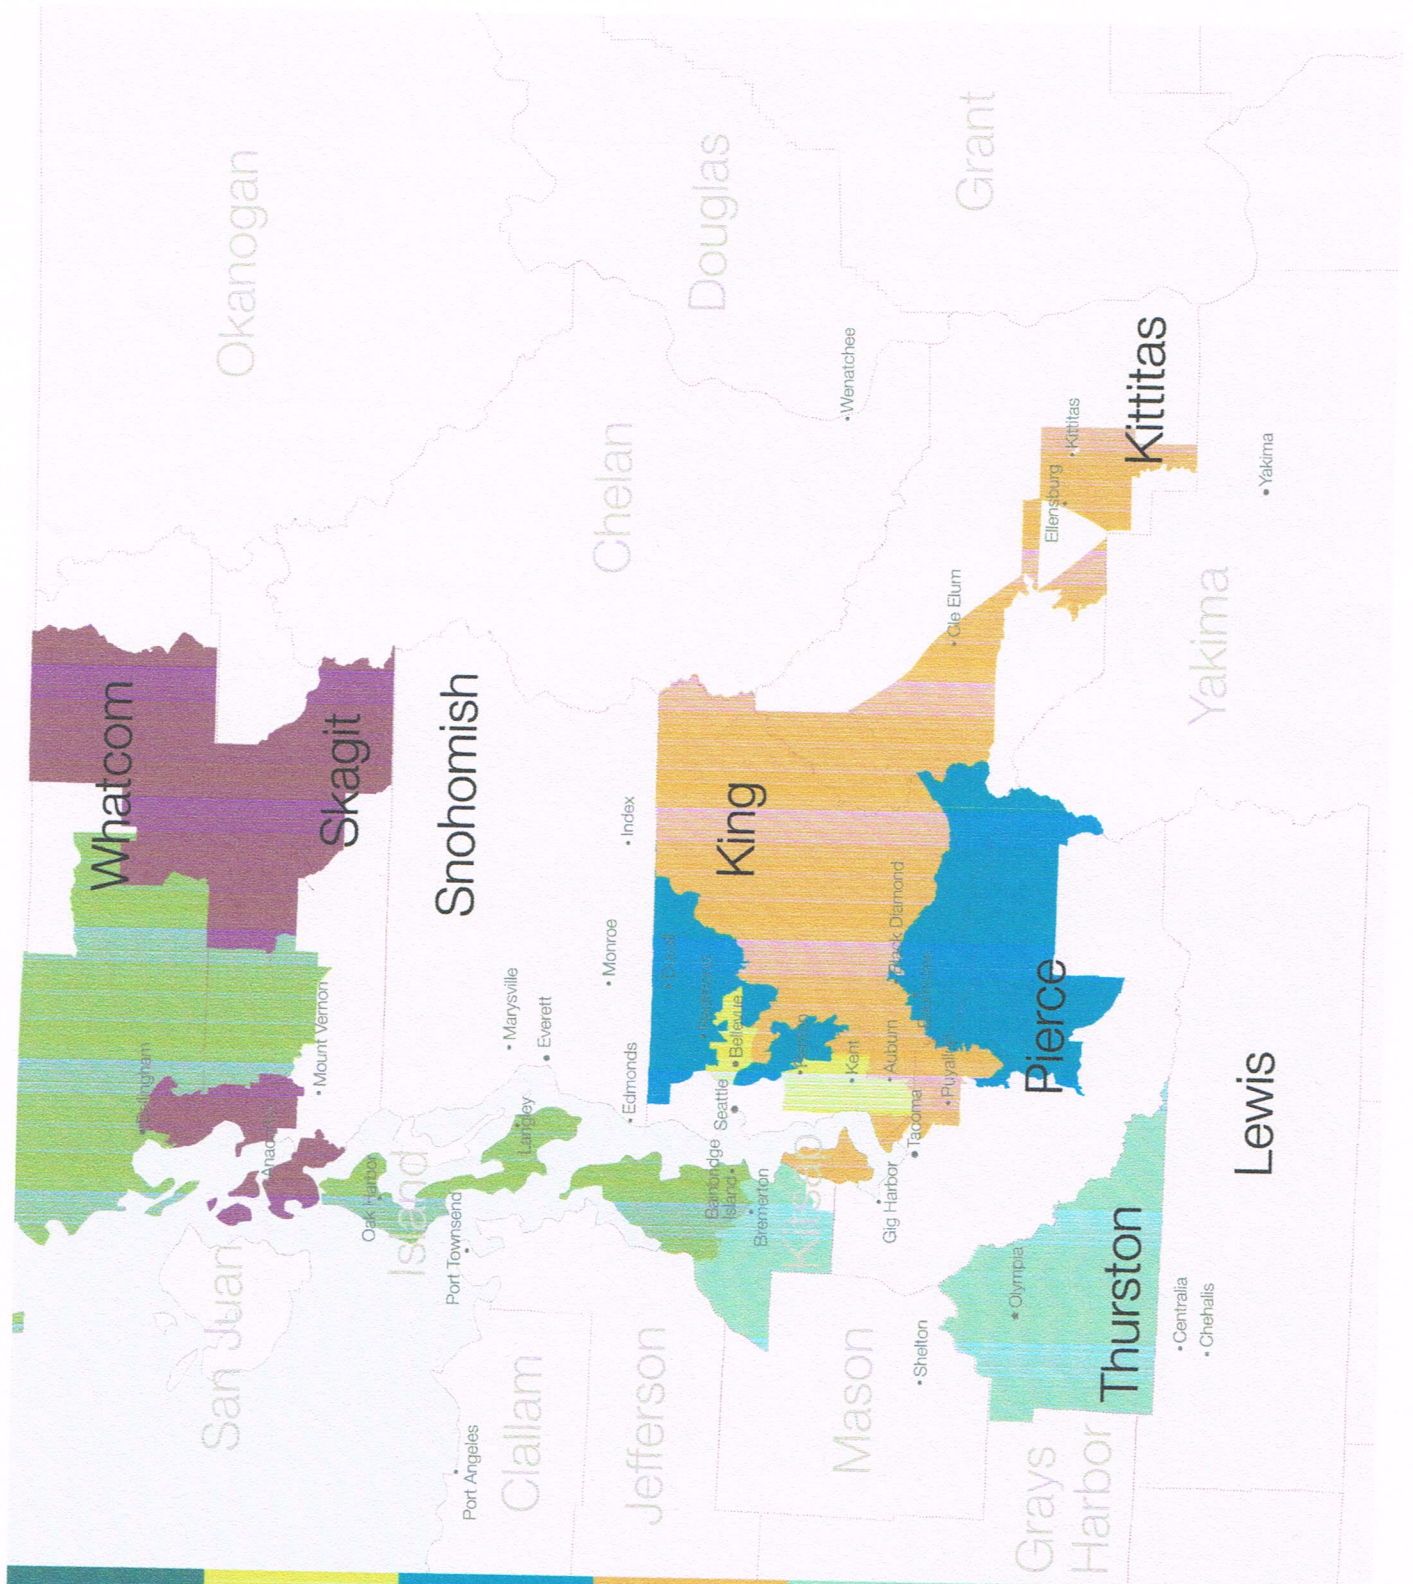 Okanogan
Whatcom
Skagit
San Juan
Bellingham
Anacortes
Mount Vernon
Oak Harbor
Island
Port Townsend
Port Angeles
Clallam
Langley
Snohomish
Marysville
Everett
Edmonds
Monroe
Index
Chelan
Douglas
Wenatchee
Grant
Jefferson
Bainbridge
Island
Bremerton
Kitsap
Seattle
Bellevue
Duvall
King
Kent
Auburn
Black Diamond
Puyallup
Tacoma
Gig Harbor
Shelton
Mason
Cle Elum
Ellensburg
Kittitas
Kittitas
Yakima
Yakima
Pierce
Olympia
Thurston
Grays
Harbor
Centralia
Chehalis
Lewis